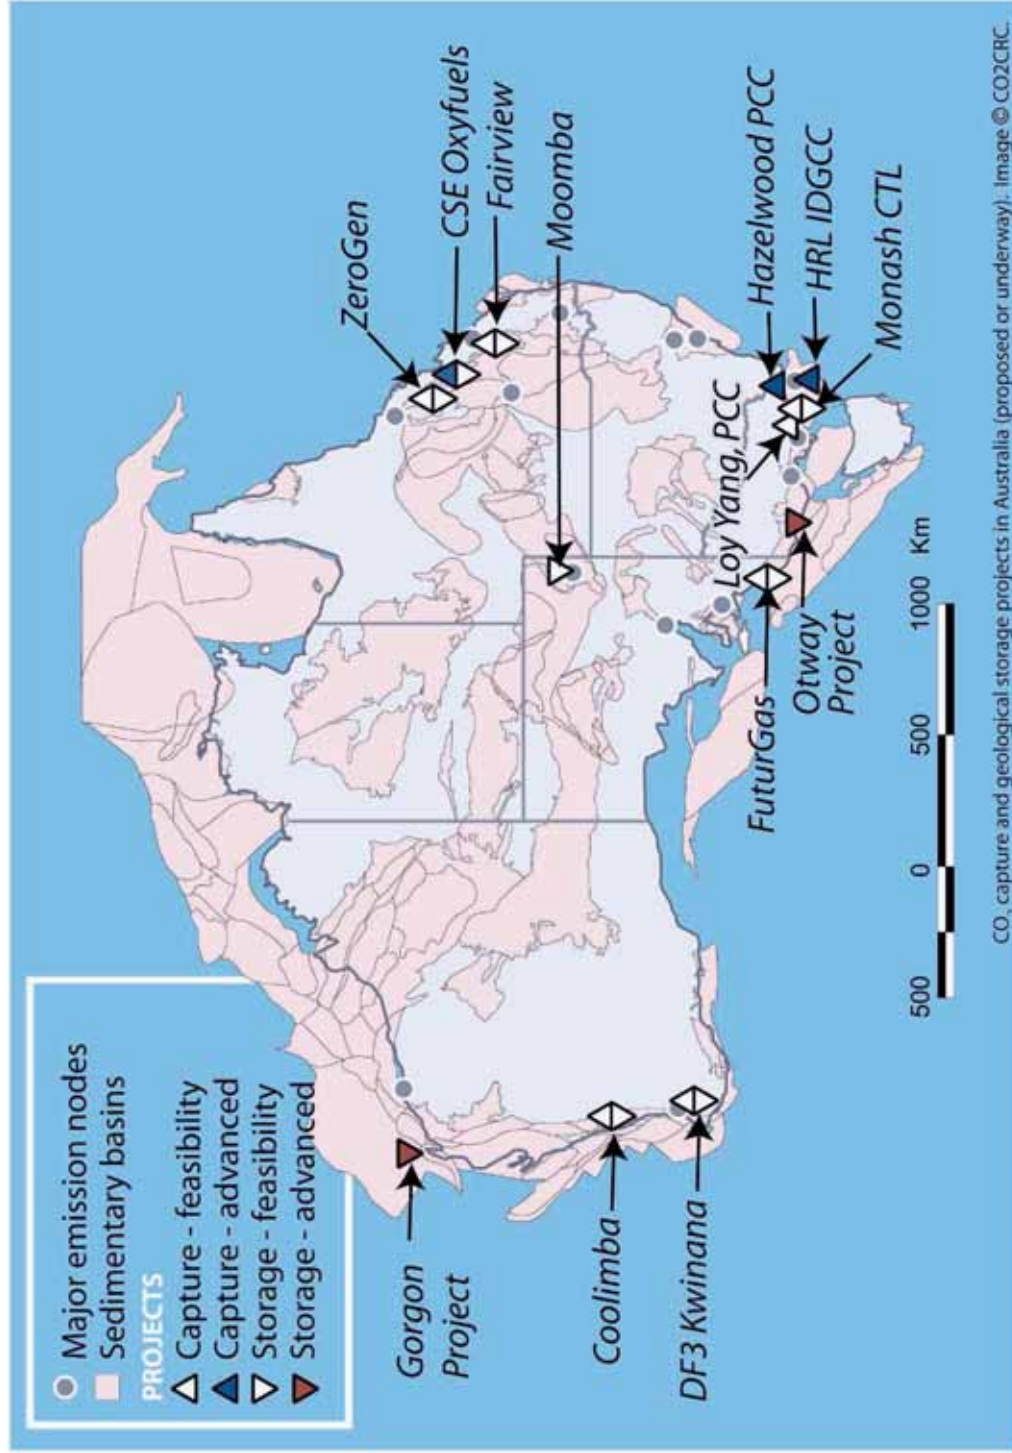 Major emission nodes
Sedimentary basins
PROJECTS
Capture - feasibility
Capture - advanced
Storage - feasibility
Storage - advanced
ZeroGen
CSE Oxyfuels
Fairview
Moomba
Hazelwood PCC
HRL IDGCC
Monash CTL
Loy Yang, PCC
Otway
Project
FuturGas
Gorgon
Project
Coolimba
DF3 Kwinana
500 0 500 1000 Km
CO₂ capture and geological storage projects in Australia (proposed or underway). Image © CO2CRC.